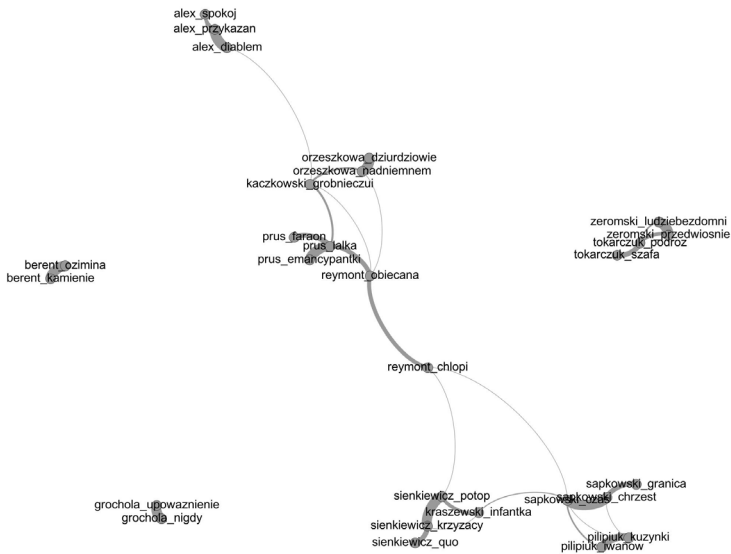 alex_spokoj
alex_przykazan
alex_diablem
orzeszkowa_dziurdziowie
orzeszkowa_nadniemnem
kaczkowski_grobnieczui
zeromski_ludziebezdomni
zeromski_przedwiosnie
prus_faraon
tokarczuk_podroz
prus_lalka
tokarczuk_szafa
prus_emancypantki
berent_ozimina
reymont_obiecana
berent_kamienie
reymont_chlopi
sapkowski_granica
sienkiewicz_potop
sapkowski_chrzest
sapkowski_czas
grochola_upowaznienie
kraszewski_infantka
grochola_nigdy
sienkiewicz_krzyzacy
pilipiuk_kuzynki
sienkiewicz_quo
pilipiuk_iwanow